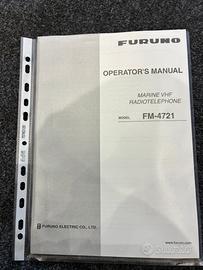 FURUNO
OPERATOR'S MANUAL
MARINE VHF
RADIOTELEPHONE
MODEL FM-4721
FURUNO ELECTRIC CO., LTD.
www.furuno.com